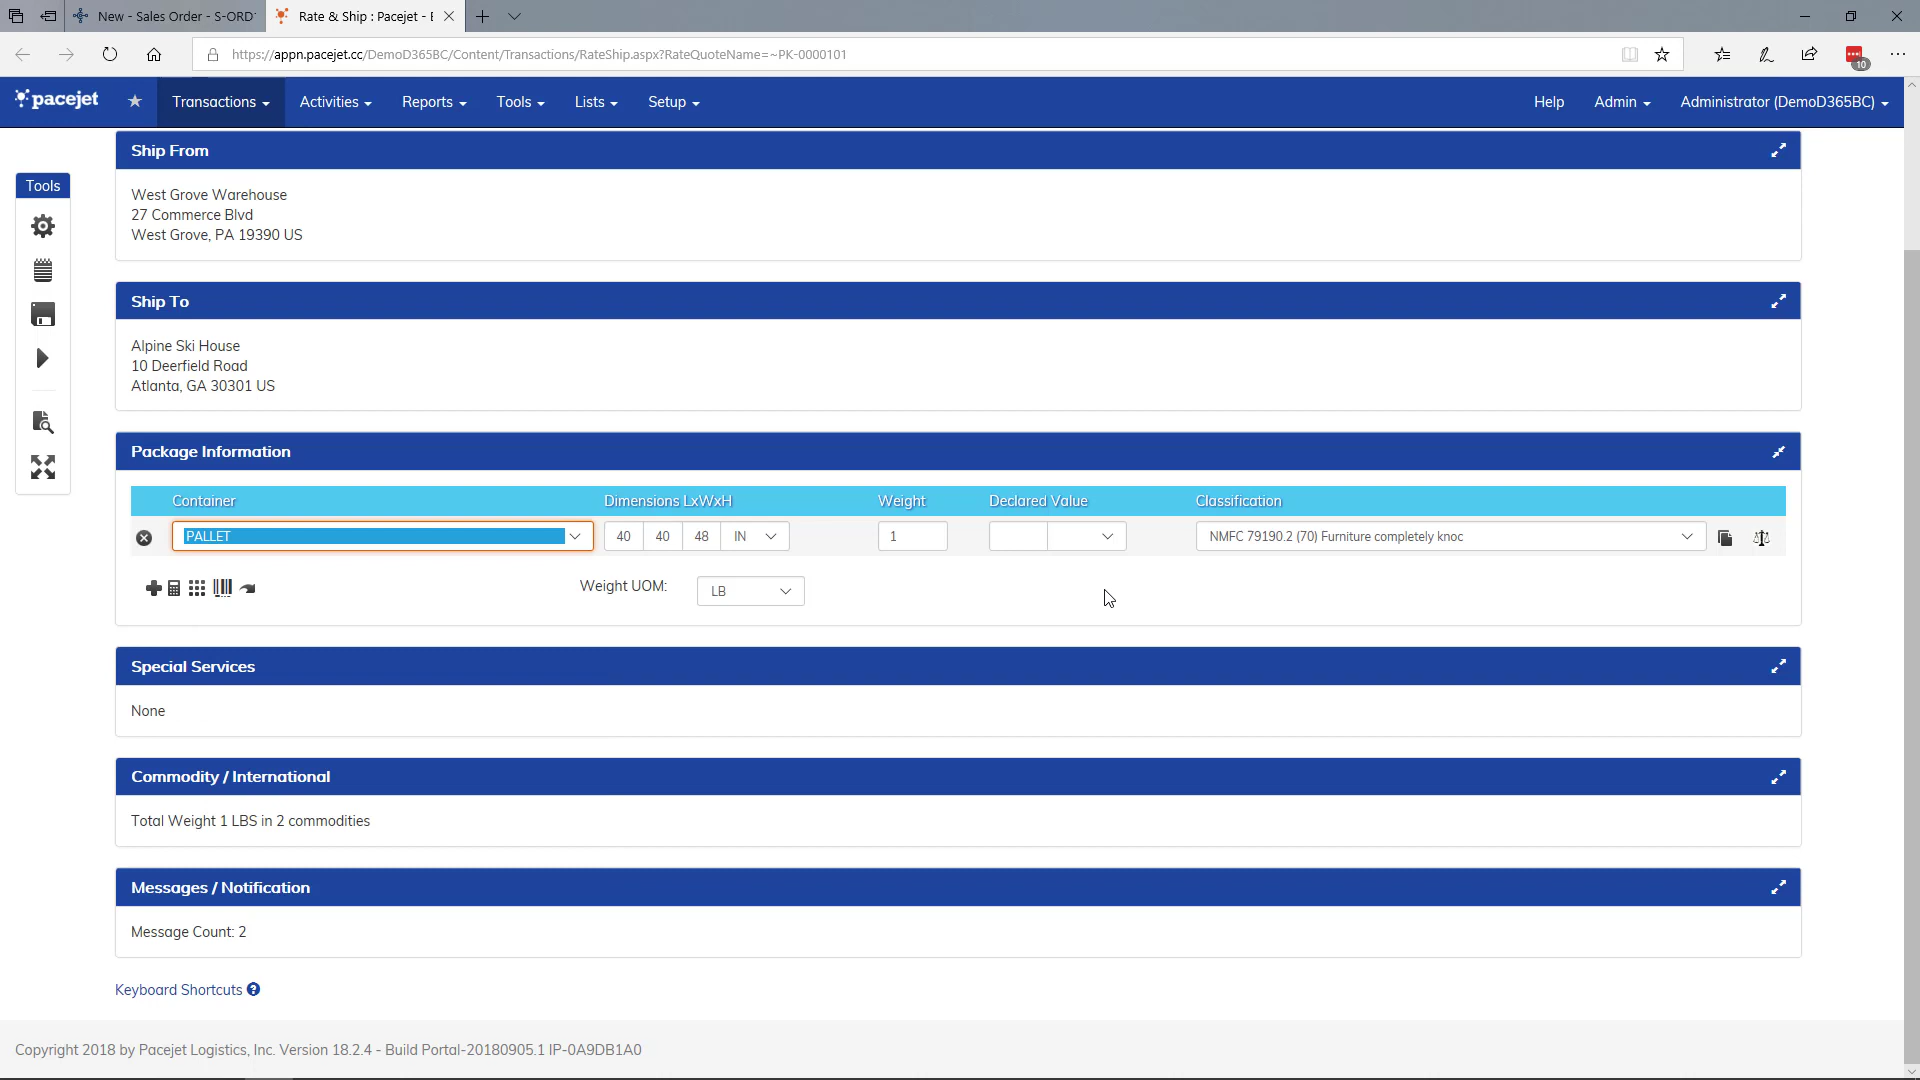 New - Sales Order - S-ORD
Rate & Ship : Pacejet - E
https://appn.pacejet.cc/DemoD365BC/Content/Transactions/RateShip.aspx?RateQuoteName=~PK-0000101
10
pacejet
Transactions
Activities
Reports
Tools
Lists
Setup
Help
Admin
Administrator (DemoD365BC)
Tools
Ship From
West Grove Warehouse
27 Commerce Blvd
West Grove, PA 19390 US
Ship To
Alpine Ski House
10 Deerfield Road
Atlanta, GA 30301 US
Package Information
Container Dimensions LxWxH Weight Declared Value Classification
PALLET 40 40 48 IN 1 NMFC 79190.2 (70) Furniture completely knoc
Weight UOM: LB
Special Services
None
Commodity / International
Total Weight 1 LBS in 2 commodities
Messages / Notification
Message Count: 2
Keyboard Shortcuts ?
Copyright 2018 by Pacejet Logistics, Inc. Version 18.2.4 - Build Portal-20180905.1 IP-0A9DB1A0